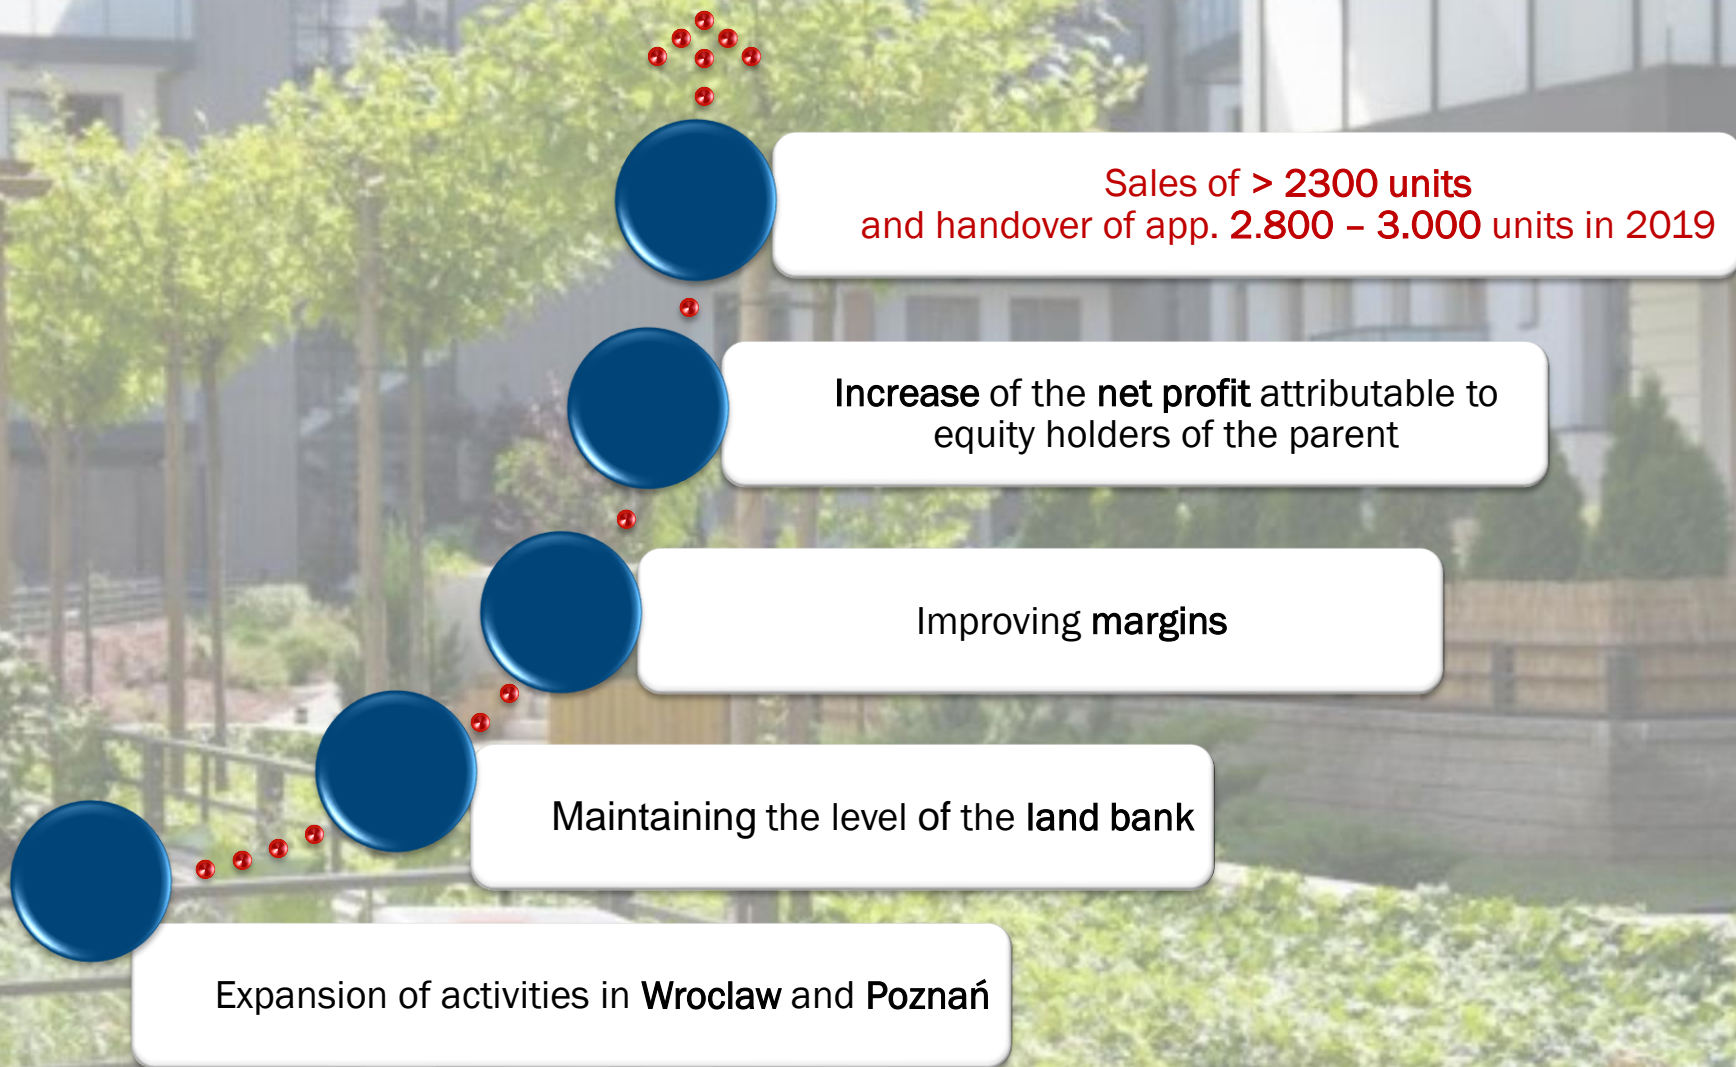 Sales of > 2300 units
and handover of app. 2.800 – 3.000 units in 2019
Increase of the net profit attributable to
equity holders of the parent
Improving margins
Maintaining the level of the land bank
Expansion of activities in Wroclaw and Poznań